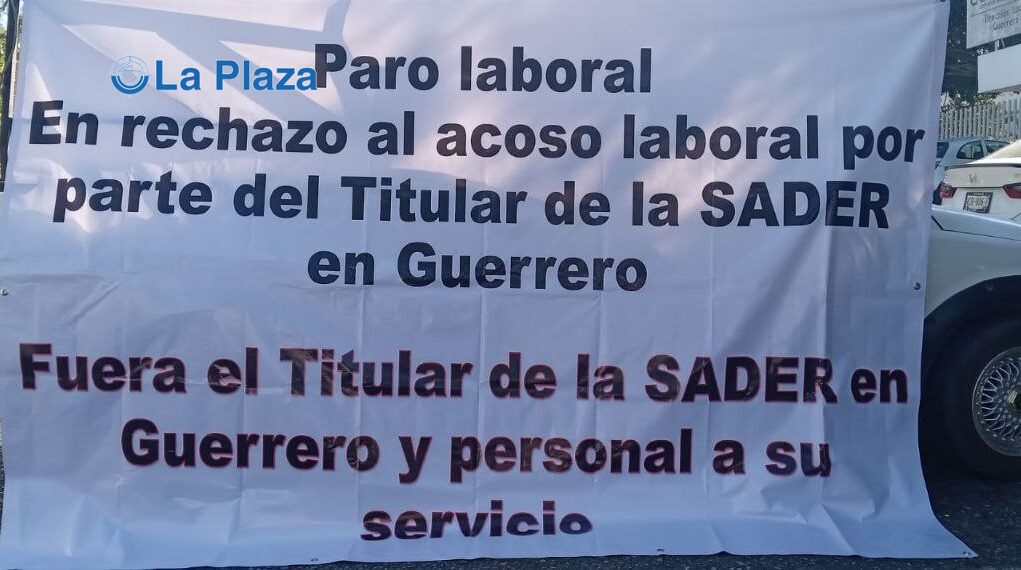 La Plaza
Paro laboral
En rechazo al acoso laboral por
parte del Titular de la SADER
en Guerrero
Fuera el Titular de la SADER en
Guerrero y personal a su
servicio
Guerrero